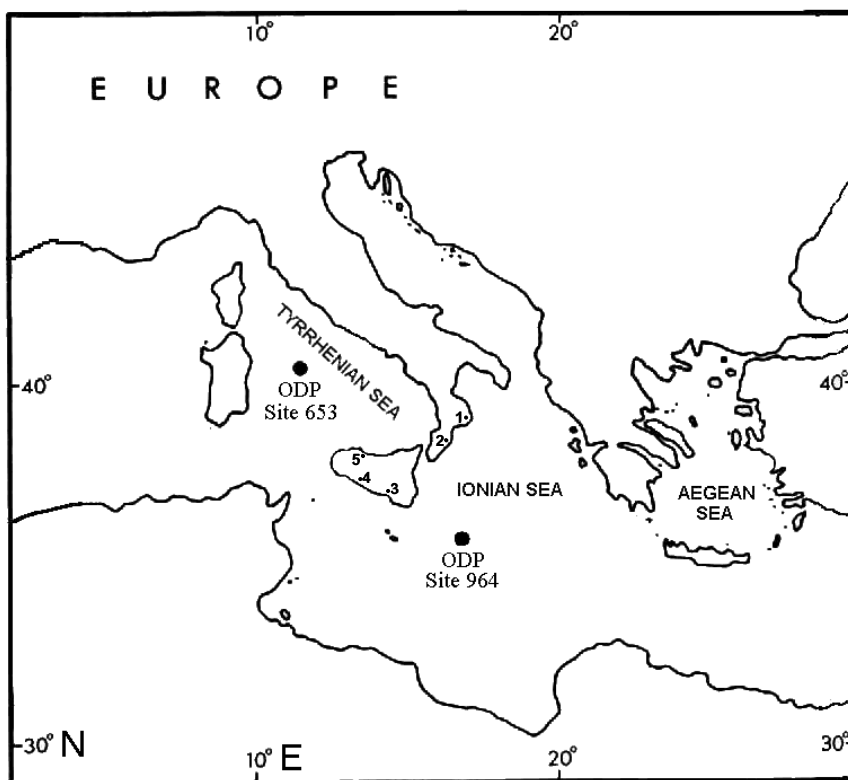 10° 20°
E U R O P E
TYRRHENIAN SEA
40° 40°
ODP
Site 653
1
2
5
4
3
IONIAN SEA
AEGEAN
SEA
ODP
Site 964
30° N 30°
10° E 20°